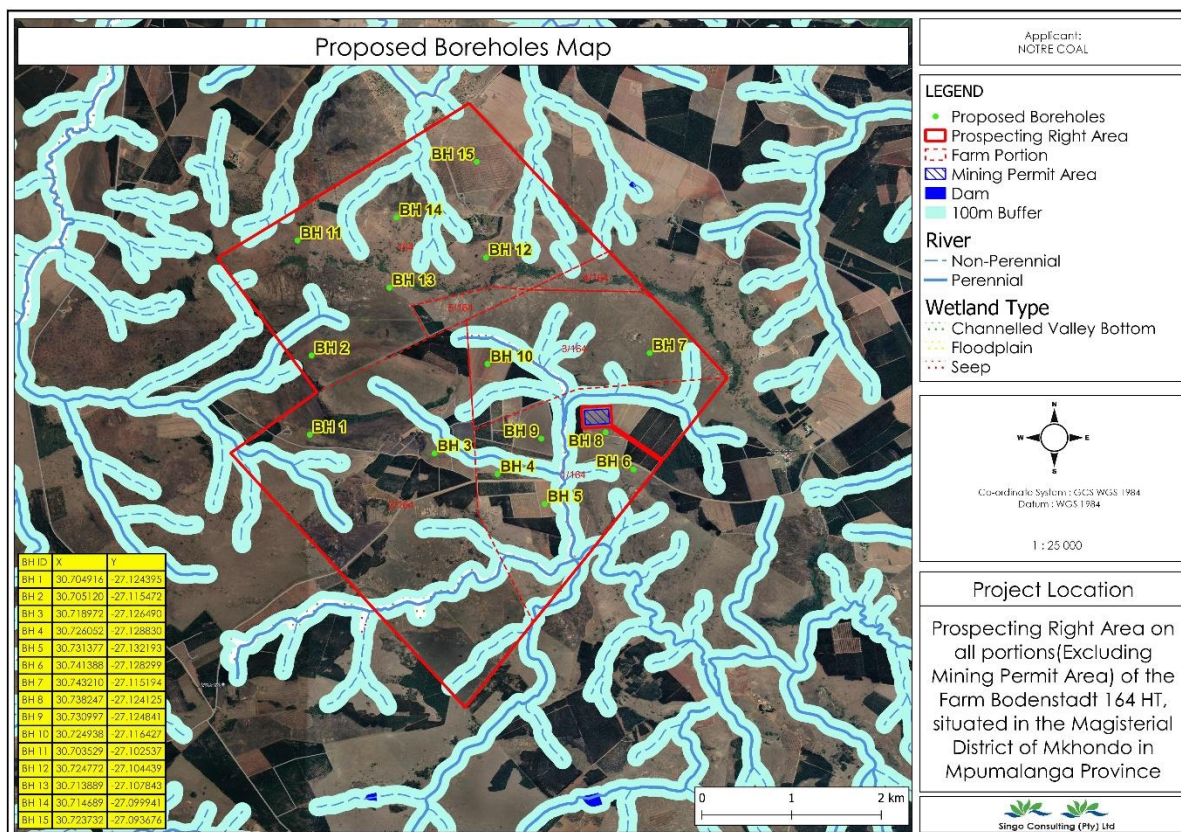 Proposed Boreholes Map
Applicant:
NOTRE COAL
LEGEND
Proposed Boreholes
Prospecting Right Area
Farm Portion
Mining Permit Area
Dam
100m Buffer
River
Non-Perennial
Perennial
Wetland Type
Channelled Valley Bottom
Floodplain
Seep
N
W E
S
Co-ordinate System : GCS WGS 1984
Datum : WGS 1984
1 : 25 000
Project Location
Prospecting Right Area on
all portions(Excluding
Mining Permit Area) of the
Farm Bodenstadt 164 HT,
situated in the Magisterial
District of Mkhondo in
Mpumalanga Province
Singo Consulting (Pty) Ltd
BH 15
BH 14
BH 11
BH 12
BH 13
5/164
3/164
BH 2
BH 10
BH 7
BH 1
BH 9
BH 8
BH 3
BH 4
BH 6
1/164
BH 5
BH ID X Y
BH 1 30.704916 -27.124395
BH 2 30.705120 -27.115472
BH 3 30.718972 -27.126490
BH 4 30.726052 -27.128830
BH 5 30.731377 -27.132193
BH 6 30.741388 -27.128299
BH 7 30.743210 -27.115194
BH 8 30.738247 -27.124125
BH 9 30.730997 -27.124841
BH 10 30.724938 -27.116427
BH 11 30.703529 -27.102537
BH 12 30.724772 -27.104439
BH 13 30.713889 -27.107843
BH 14 30.714689 -27.099941
BH 15 30.723732 -27.093676
0 1 2 km